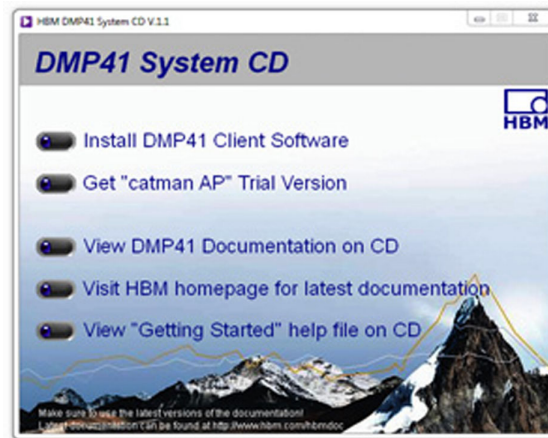 HBM DMP41 System CD V.1.1
DMP41 System CD
HBM
Install DMP41 Client Software
Get "catman AP" Trial Version
View DMP41 Documentation on CD
Visit HBM homepage for latest documentation
View "Getting Started" help file on CD
Make sure to use the latest versions of the documentation!
Latest documentation can be found at http://www.hbm.com/hbmdoc